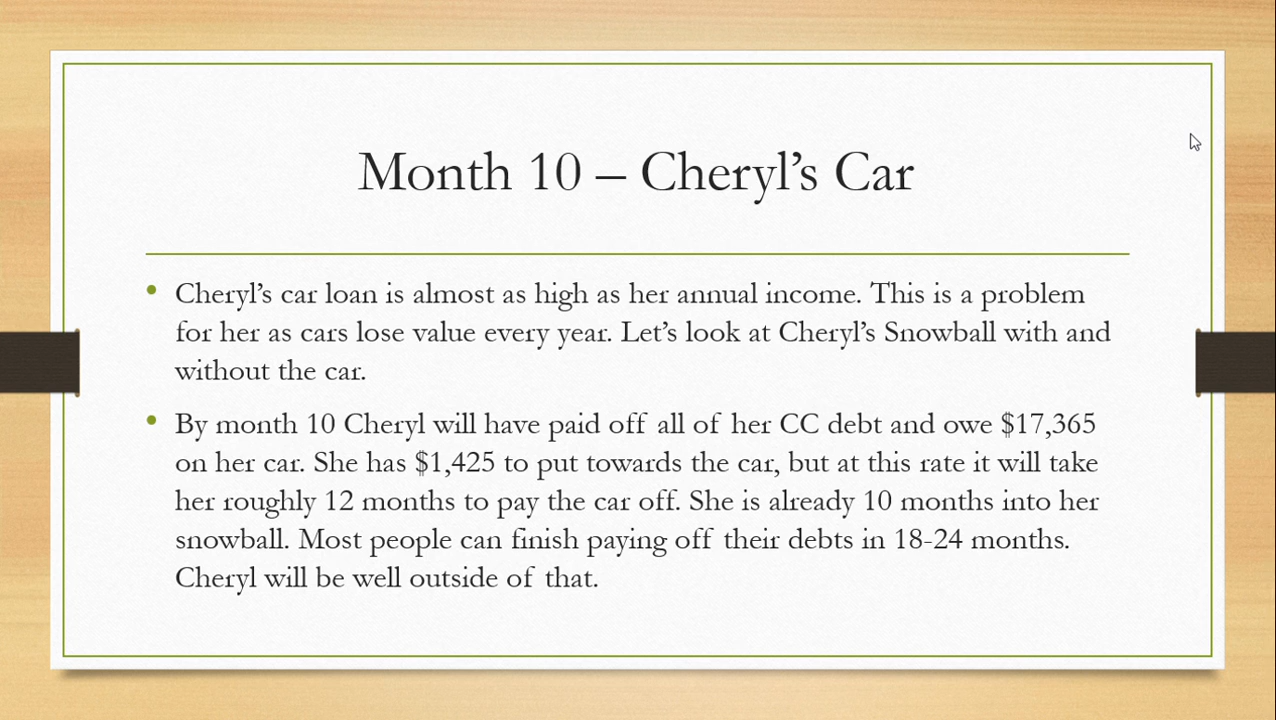 Month 10 – Cheryl’s Car
• Cheryl’s car loan is almost as high as her annual income. This is a problem
for her as cars lose value every year. Let’s look at Cheryl’s Snowball with and
without the car.
• By month 10 Cheryl will have paid off all of her CC debt and owe $17,365
on her car. She has $1,425 to put towards the car, but at this rate it will take
her roughly 12 months to pay the car off. She is already 10 months into her
snowball. Most people can finish paying off their debts in 18-24 months.
Cheryl will be well outside of that.